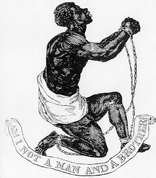 AM I NOT A MAN AND A BROTHER?